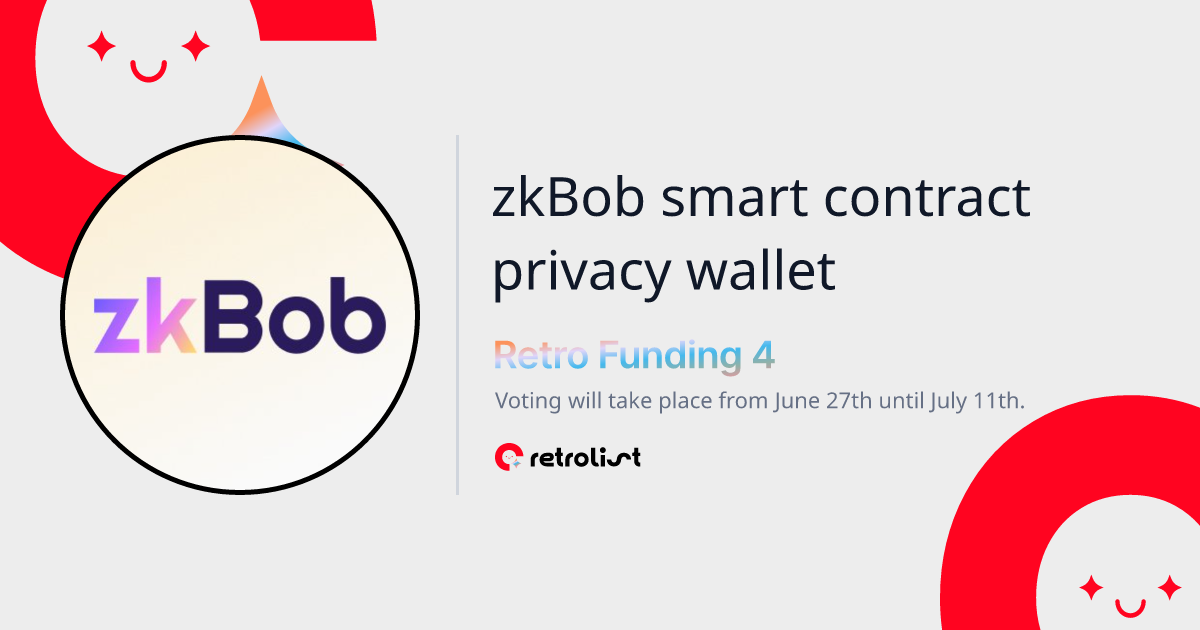 zkBob
zkBob smart contract
privacy wallet
Retro Funding 4
Voting will take place from June 27th until July 11th.
retrolist